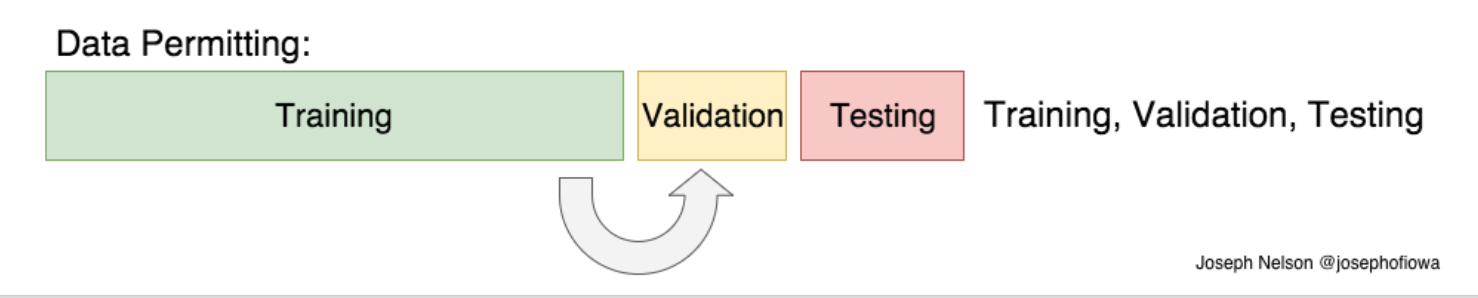 Data Permitting:
Training
Validation
Testing
Training, Validation, Testing
Joseph Nelson @josephofiowa